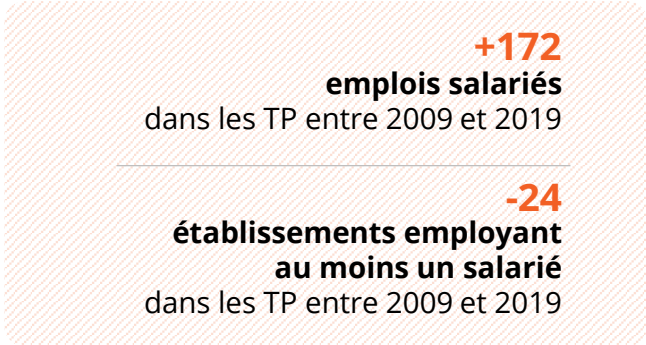 +172
emplois salariés
dans les TP entre 2009 et 2019
-24
établissements employant
au moins un salarié
dans les TP entre 2009 et 2019